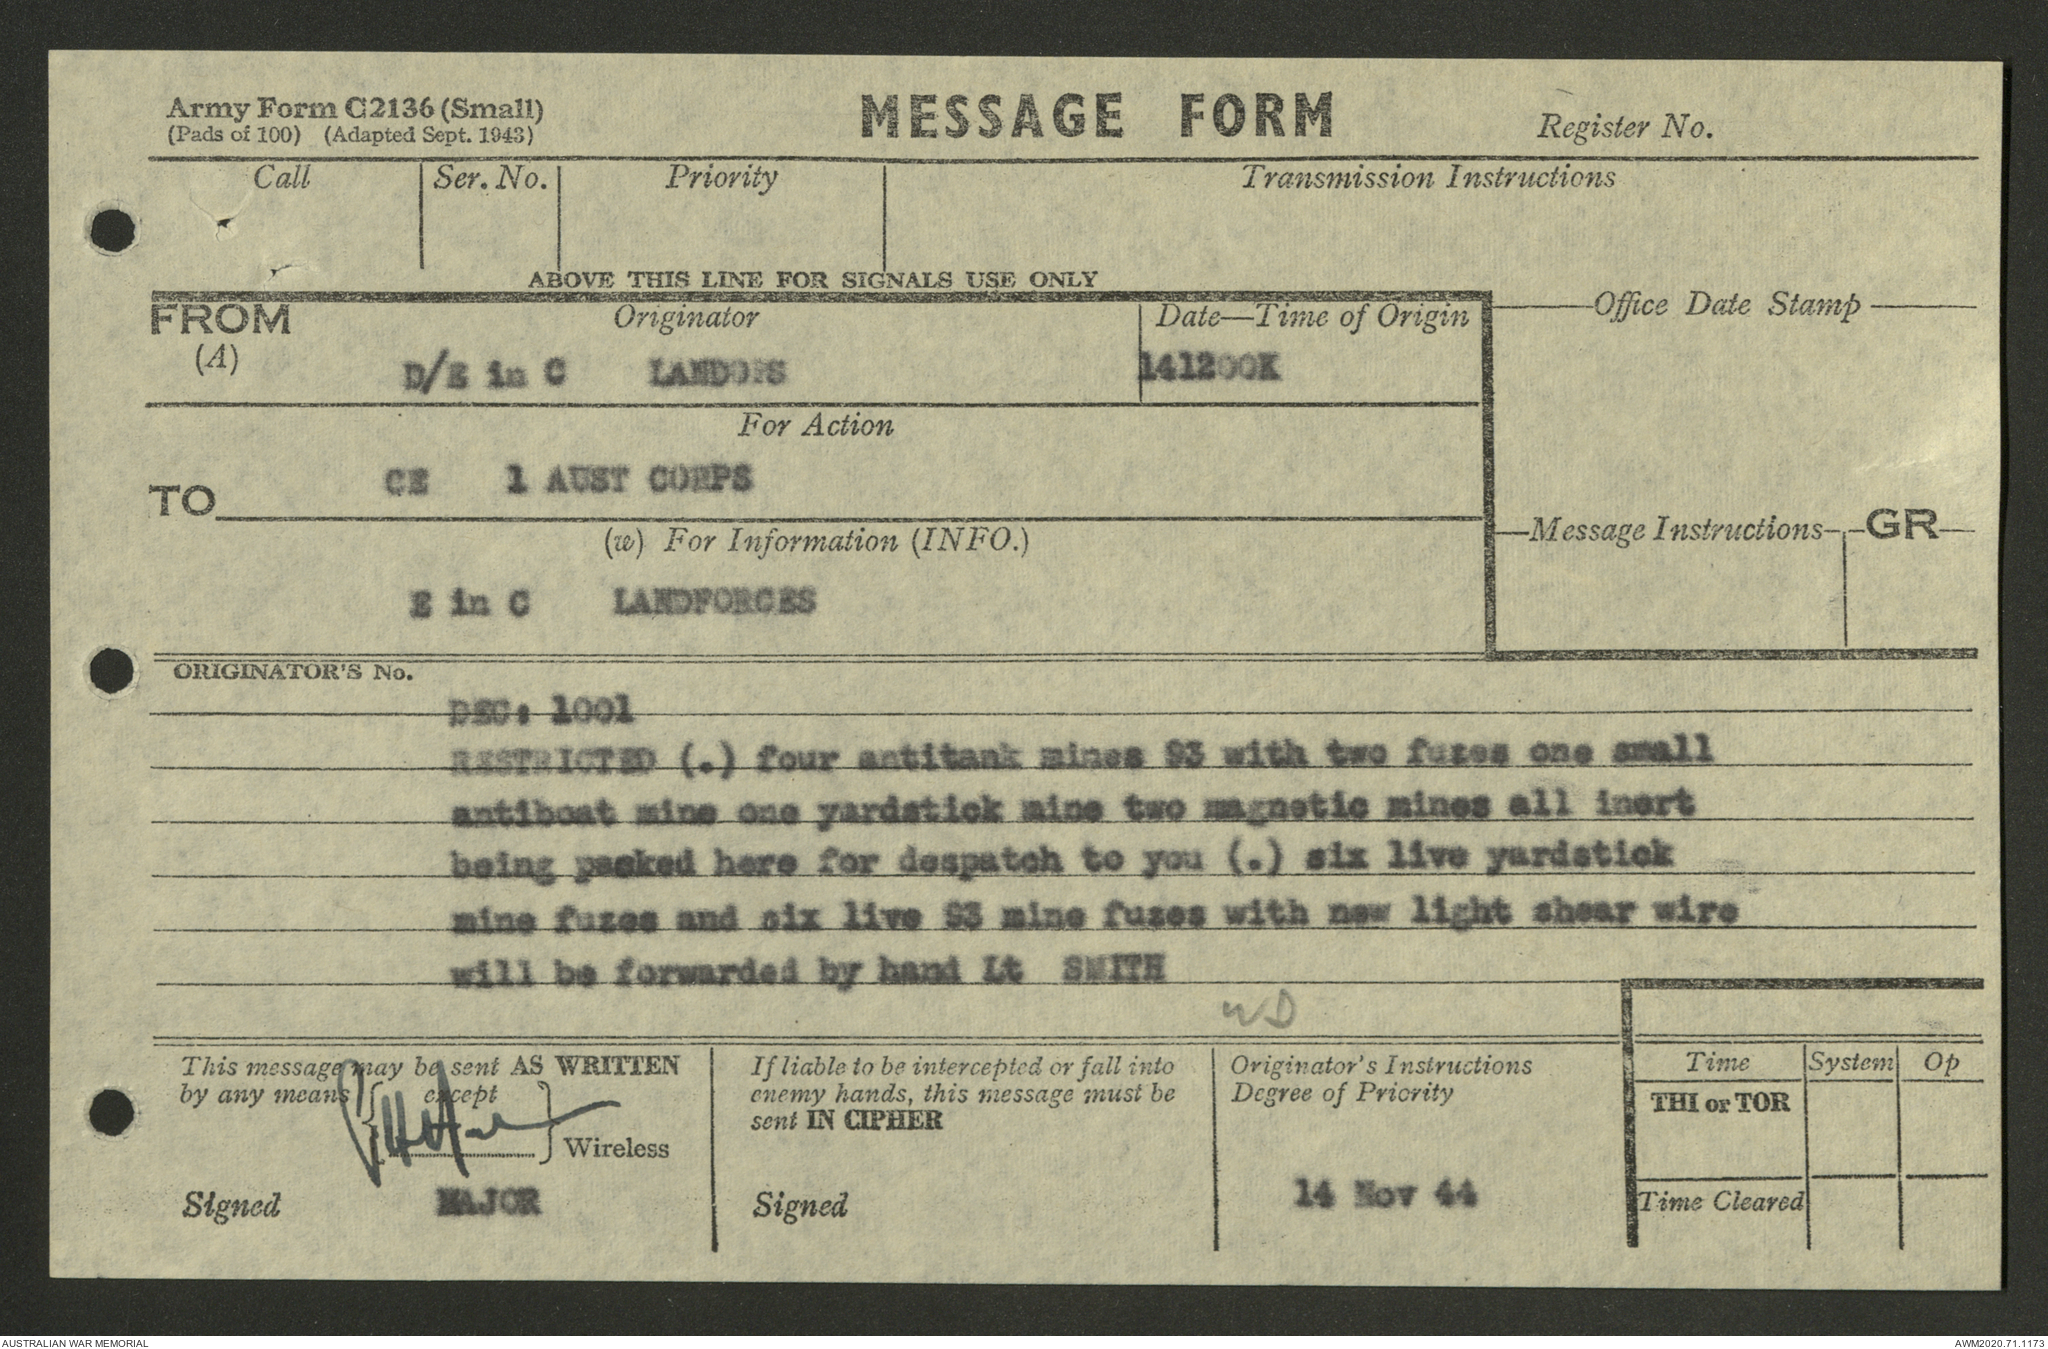 Army Form C2136 (Small)
(Pads of 100) (Adapted Sept. 1943)
MESSAGE FORM
Register No.
Call
Ser. No.
Priority
Transmission Instructions
ABOVE THIS LINE FOR SIGNALS USE ONLY
FROM
(A)
Originator
Date—Time of Origin
Office Date Stamp
D/E in C LANDOPS
141200K
For Action
CE 1 AUST CORPS
TO
(w) For Information (INFO.)
Message Instructions
GR
E in C LANDFORCES
ORIGINATOR'S No.
DEC: 1001
RESTRICTED (.) four antitank mines 93 with two fuzes one small
antiboat mine one yardstick mine two magnetic mines all inert
being packed here for despatch to you (.) six live yardstick
mine fuzes and six live 93 mine fuzes with new light shear wire
will be forwarded by hand Lt SMITH
WD
This message may be sent AS WRITTEN
by any means except
Wireless
Signed
MAJOR
If liable to be intercepted or fall into
enemy hands, this message must be
sent IN CIPHER
Signed
Originator's Instructions
Degree of Priority
14 Nov 44
Time
System
Op
THI or TOR
Time Cleared
AUSTRALIAN WAR MEMORIAL
AWM2020.71.1173